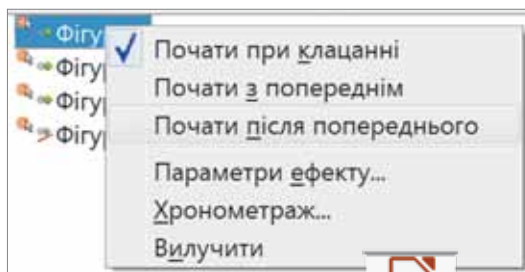 Фігу
Почати при клацанні
Фігу
Почати з попереднім
Фігу
Почати після попереднього
Фігу
Параметри ефекту...
Хронометраж...
Вилучити